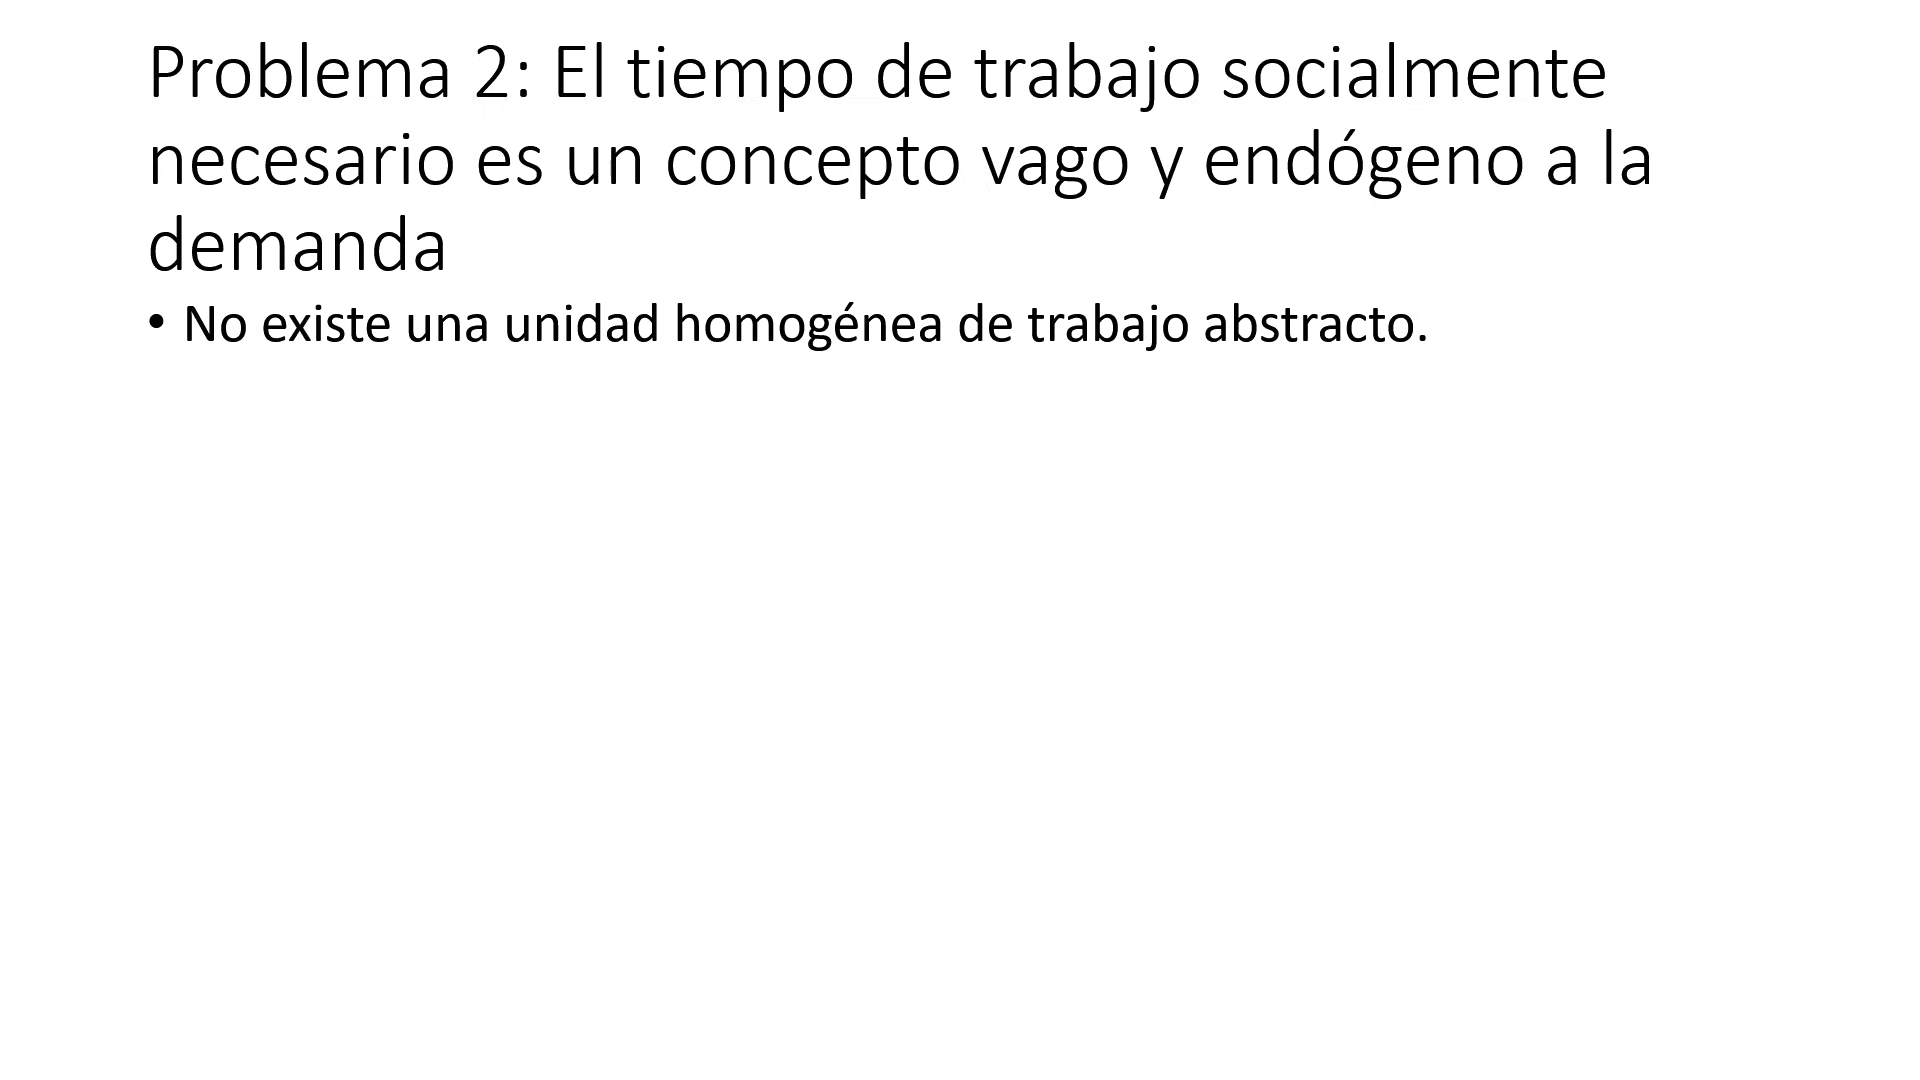 Problema 2: El tiempo de trabajo socialmente
necesario es un concepto vago y endógeno a la
demanda
• No existe una unidad homogénea de trabajo abstracto.